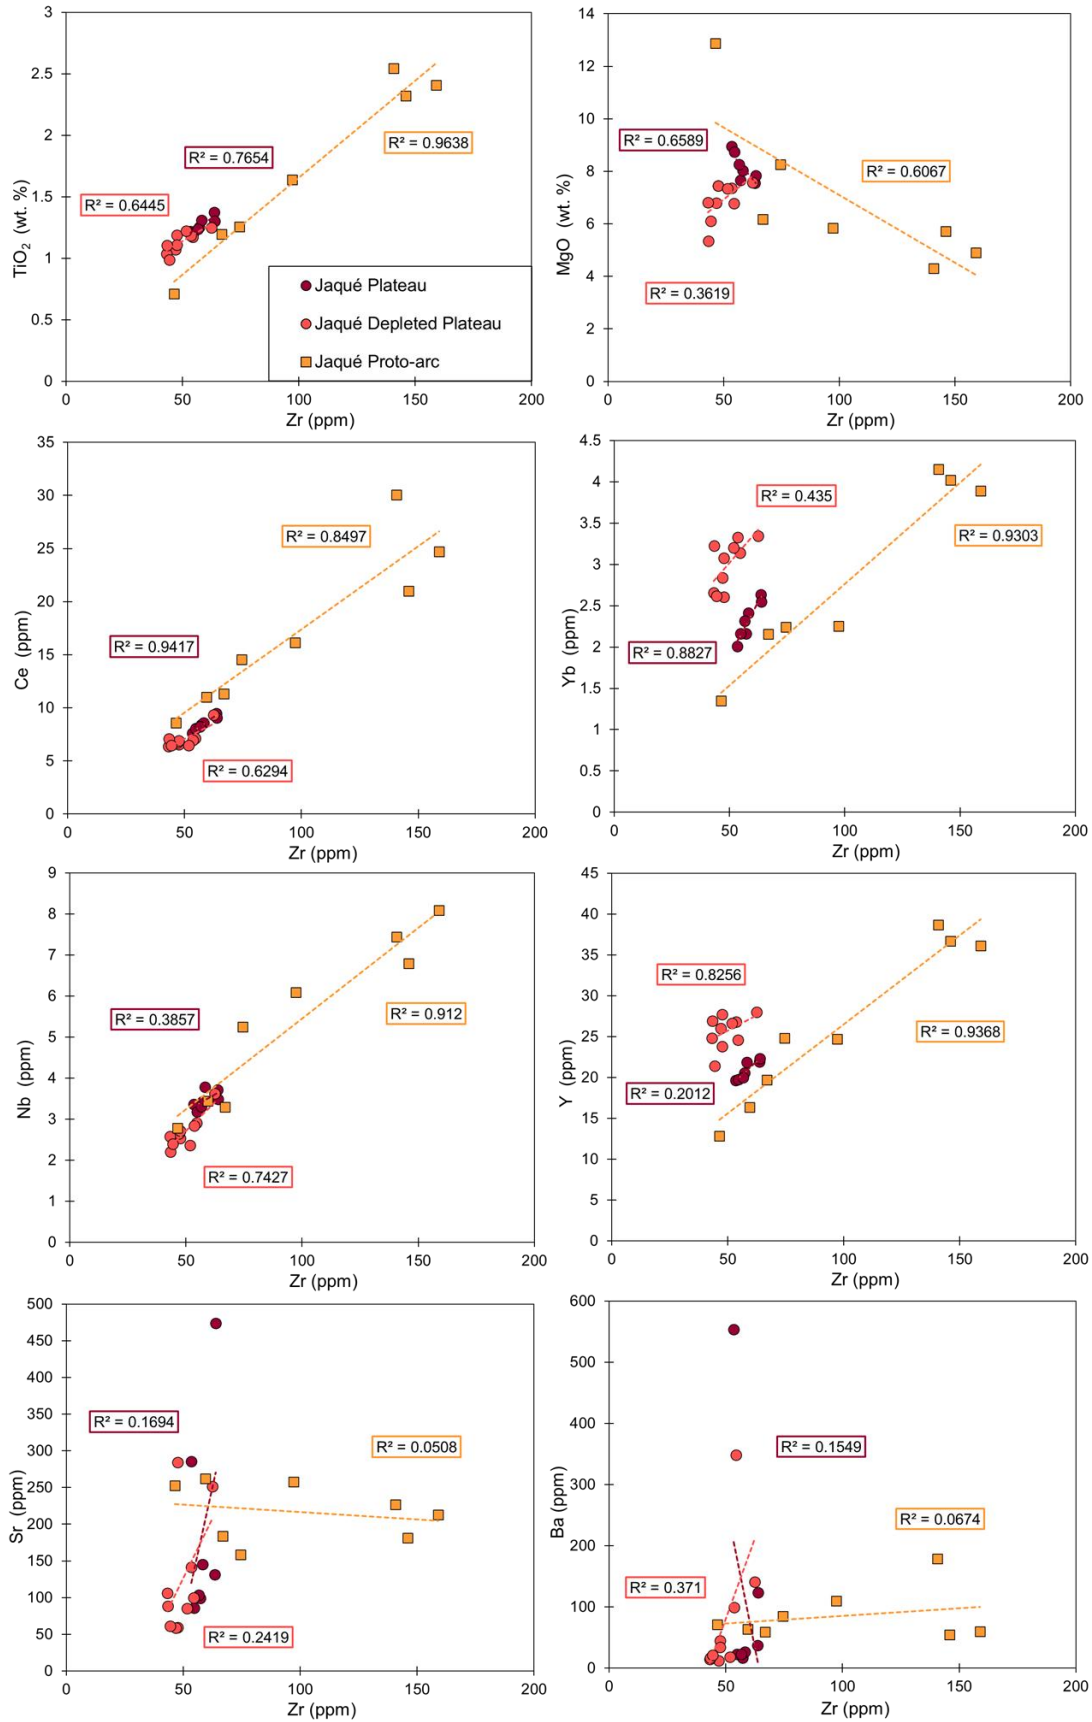 3
2.5
2
1.5
1
0.5
0
TiO₂ (wt. %)
R² = 0.7654
R² = 0.9638
R² = 0.6445
Jaqué Plateau
Jaqué Depleted Plateau
Jaqué Proto-arc
0 50 100 150 200
Zr (ppm)
14
12
10
8
6
4
2
0
MgO (wt. %)
R² = 0.6589
R² = 0.6067
R² = 0.3619
0 50 100 150 200
Zr (ppm)
35
30
25
20
15
10
5
0
Ce (ppm)
R² = 0.8497
R² = 0.9417
R² = 0.6294
0 50 100 150 200
Zr (ppm)
4.5
4
3.5
3
2.5
2
1.5
1
0.5
0
Yb (ppm)
R² = 0.435
R² = 0.9303
R² = 0.8827
0 50 100 150 200
Zr (ppm)
9
8
7
6
5
4
3
2
1
0
Nb (ppm)
R² = 0.3857
R² = 0.912
R² = 0.7427
0 50 100 150 200
Zr (ppm)
45
40
35
30
25
20
15
10
5
0
Y (ppm)
R² = 0.8256
R² = 0.9368
R² = 0.2012
0 50 100 150 200
Zr (ppm)
500
450
400
350
300
250
200
150
100
50
0
Sr (ppm)
R² = 0.1694
R² = 0.0508
R² = 0.2419
0 50 100 150 200
Zr (ppm)
600
500
400
300
200
100
0
Ba (ppm)
R² = 0.1549
R² = 0.0674
R² = 0.371
0 50 100 150 200
Zr (ppm)